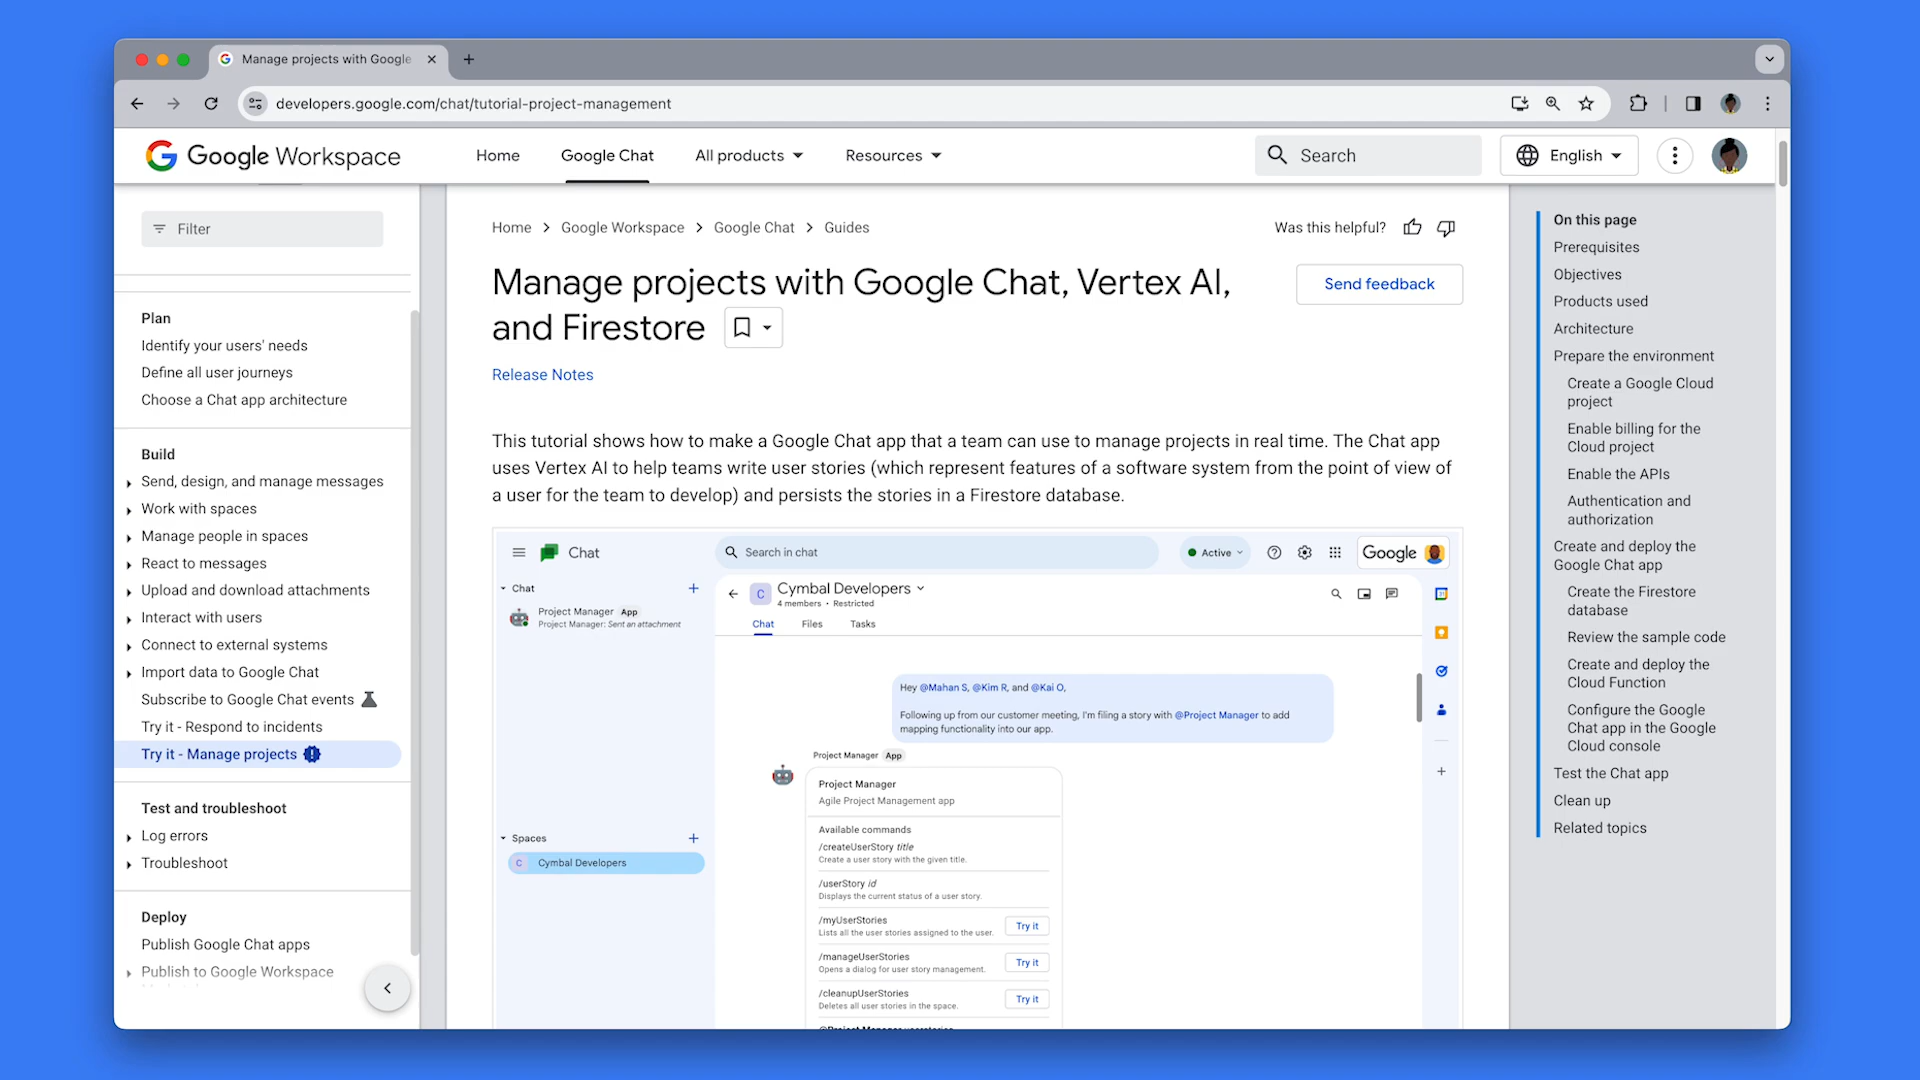 Manage projects with Google
developers.google.com/chat/tutorial-project-management
Google Workspace
Home
Google Chat
All products
Resources
Search
English
Filter
Plan
Identify your users' needs
Define all user journeys
Choose a Chat app architecture
Build
Send, design, and manage messages
Work with spaces
Manage people in spaces
React to messages
Upload and download attachments
Interact with users
Connect to external systems
Import data to Google Chat
Subscribe to Google Chat events
Try it - Respond to incidents
Try it - Manage projects
Test and troubleshoot
Log errors
Troubleshoot
Deploy
Publish Google Chat apps
Publish to Google Workspace
Home > Google Workspace > Google Chat > Guides
Was this helpful?
Manage projects with Google Chat, Vertex AI,
and Firestore
Send feedback
Release Notes
This tutorial shows how to make a Google Chat app that a team can use to manage projects in real time. The Chat app
uses Vertex AI to help teams write user stories (which represent features of a software system from the point of view of
a user for the team to develop) and persists the stories in a Firestore database.
Chat
Search in chat
Active
Google
Chat
Project Manager App
Project Manager: Sent an attachment
Spaces
C Cymbal Developers
C
Cymbal Developers
4 members • Restricted
Chat
Files
Tasks
Hey @Mahan S, @Kim R, and @Kai O,
Following up from our customer meeting, I'm filing a story with @Project Manager to add
mapping functionality into our app.
Project Manager App
Project Manager
Agile Project Management app
Available commands
/createUserStory title
Create a user story with the given title.
/userStory id
Displays the current status of a user story.
/myUserStories
Lists all the user stories assigned to the user.
Try it
/manageUserStories
Opens a dialog for user story management.
Try it
/cleanupUserStories
Deletes all user stories in the space.
Try it
On this page
Prerequisites
Objectives
Products used
Architecture
Prepare the environment
Create a Google Cloud
project
Enable billing for the
Cloud project
Enable the APIs
Authentication and
authorization
Create and deploy the
Google Chat app
Create the Firestore
database
Review the sample code
Create and deploy the
Cloud Function
Configure the Google
Chat app in the Google
Cloud console
Test the Chat app
Clean up
Related topics